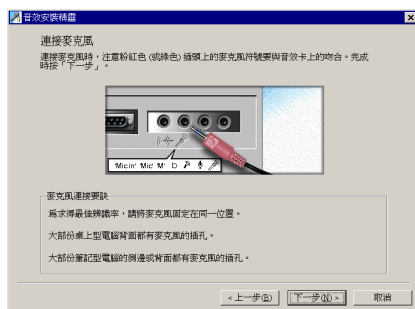 音效安裝精靈
連接麥克風
連接麥克風時，注意粉紅色 (或綠色) 插頭上的麥克風符號要與音效卡上的吻合。完成
時按「下一步」。
Micin' Mic' M'
麥克風連接要訣
為求得最佳辨識率，請將麥克風固定在同一位置。
大部份桌上型電腦背面都有麥克風的插孔。
大部份筆記型電腦的側邊或背面都有麥克風的插孔。
<上一步(B)
下一步(N) >
取消